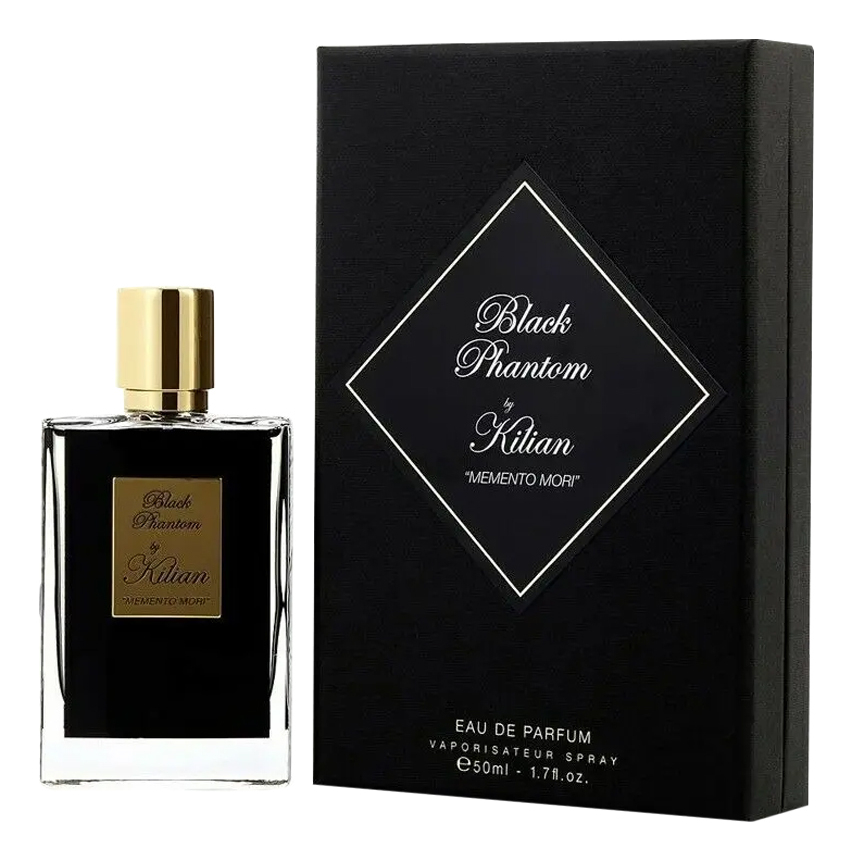 Black
Phantom
by
Kilian
"MEMENTO MORI"
Black
Phantom
by
Kilian
"MEMENTO MORI"
EAU DE PARFUM
VAPORISATEUR SPRAY
℮50ml - 1.7fl.oz.